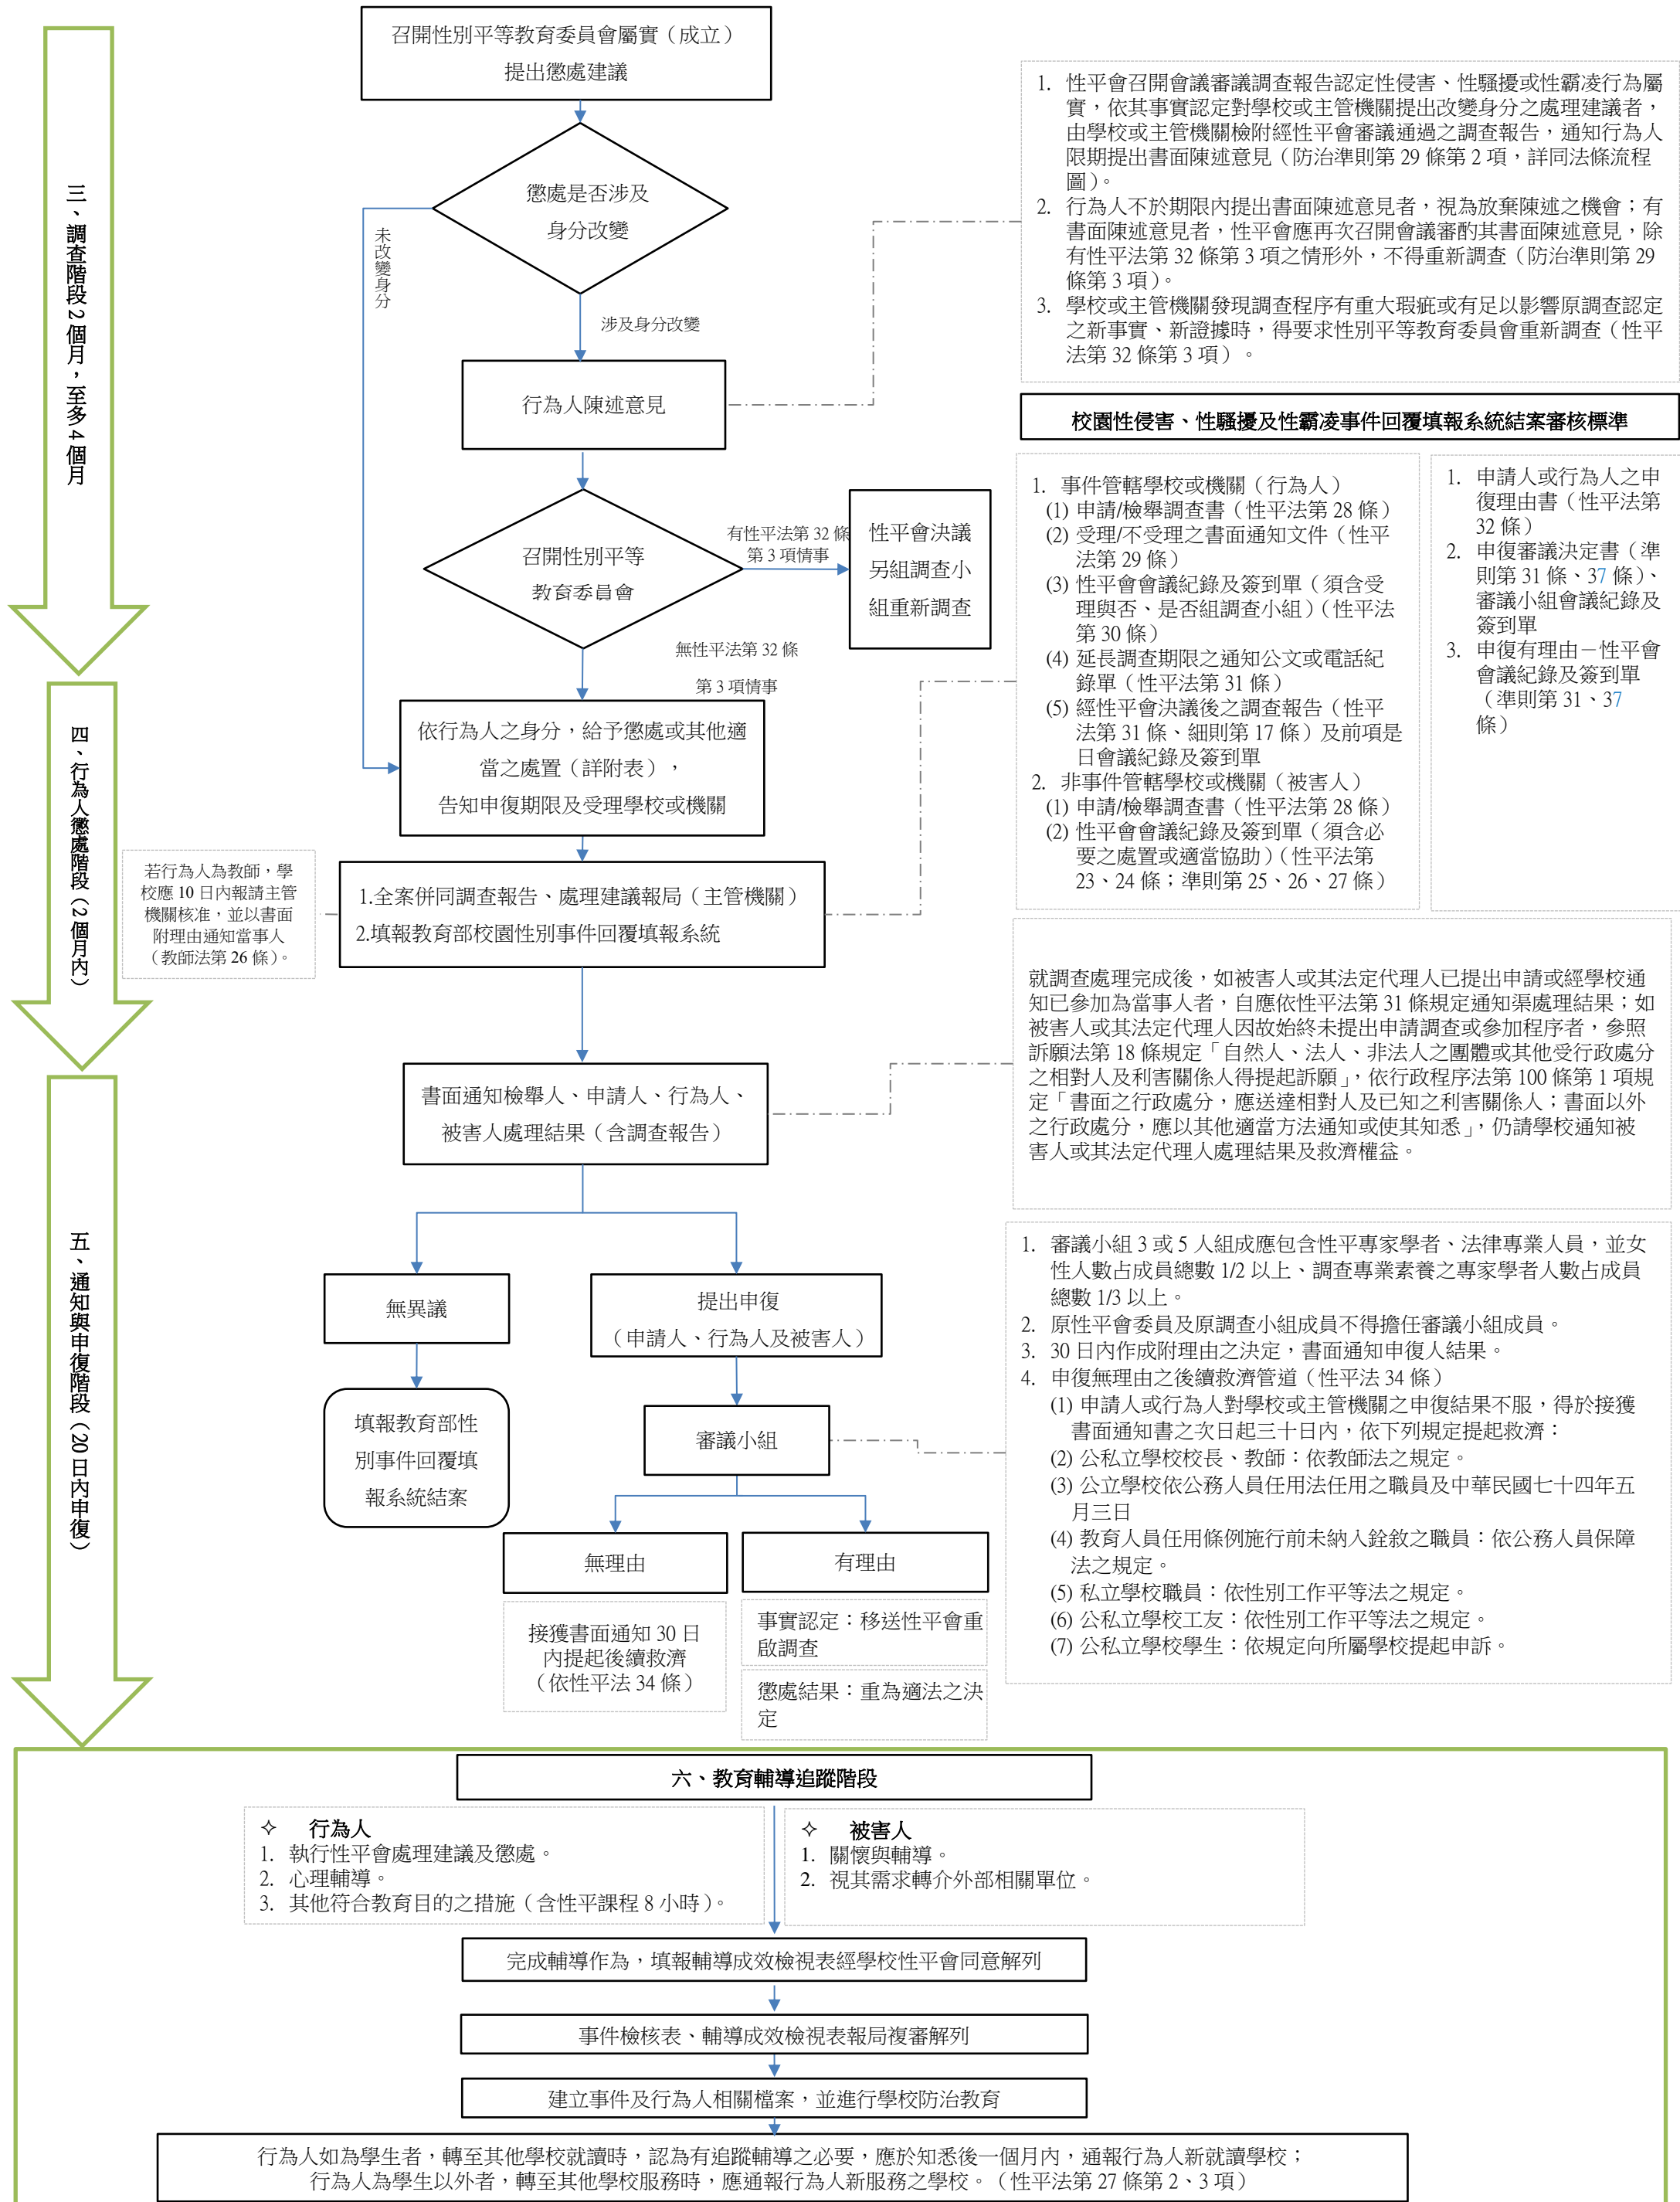 三、調查階段2個月，至多4個月
四、行為人懲處階段（2個月內）
五、通知與申復階段（20日內申復）
召開性別平等教育委員會屬實（成立）
提出懲處建議
懲處是否涉及
身分改變
未改變身分
涉及身分改變
行為人陳述意見
召開性別平等
教育委員會
有性平法第 32 條
第 3 項情事
性平會決議
另組調查小
組重新調查
無性平法第 32 條
第 3 項情事
依行為人之身分，給予懲處或其他適
當之處置（詳附表），
告知申復期限及受理學校或機關
若行為人為教師，學
校應 10 日內報請主管
機關核准，並以書面
附理由通知當事人
（教師法第 26 條）。
1.全案併同調查報告、處理建議報局（主管機關）
2.填報教育部校園性別事件回覆填報系統
書面通知檢舉人、申請人、行為人、
被害人處理結果（含調查報告）
無異議
提出申復
（申請人、行為人及被害人）
填報教育部性
別事件回覆填
報系統結案
審議小組
無理由
有理由
接獲書面通知 30 日
內提起後續救濟
（依性平法 34 條）
事實認定：移送性平會重
啟調查
懲處結果：重為適法之決
定
1. 性平會召開會議審議調查報告認定性侵害、性騷擾或性霸凌行為屬
實，依其事實認定對學校或主管機關提出改變身分之處理建議者，
由學校或主管機關檢附經性平會審議通過之調查報告，通知行為人
限期提出書面陳述意見（防治準則第 29 條第 2 項，詳同法條流程
圖）。
2. 行為人不於期限內提出書面陳述意見者，視為放棄陳述之機會；有
書面陳述意見者，性平會應再次召開會議審酌其書面陳述意見，除
有性平法第 32 條第 3 項之情形外，不得重新調查（防治準則第 29
條第 3 項）。
3. 學校或主管機關發現調查程序有重大瑕疵或有足以影響原調查認定
之新事實、新證據時，得要求性別平等教育委員會重新調查（性平
法第 32 條第 3 項）。
校園性侵害、性騷擾及性霸凌事件回覆填報系統結案審核標準
1. 事件管轄學校或機關（行為人）
(1) 申請/檢舉調查書（性平法第 28 條）
(2) 受理/不受理之書面通知文件（性平
法第 29 條）
(3) 性平會會議紀錄及簽到單（須含受
理與否、是否組調查小組）（性平法
第 30 條）
(4) 延長調查期限之通知公文或電話紀
錄單（性平法第 31 條）
(5) 經性平會決議後之調查報告（性平
法第 31 條、細則第 17 條）及前項是
日會議紀錄及簽到單
2. 非事件管轄學校或機關（被害人）
(1) 申請/檢舉調查書（性平法第 28 條）
(2) 性平會會議紀錄及簽到單（須含必
要之處置或適當協助）（性平法第
23、24 條；準則第 25、26、27 條）
1. 申請人或行為人之申
復理由書（性平法第
32 條）
2. 申復審議決定書（準
則第 31 條、37 條）、
審議小組會議紀錄及
簽到單
3. 申復有理由－性平會
會議紀錄及簽到單
（準則第 31、37
條）
就調查處理完成後，如被害人或其法定代理人已提出申請或經學校通
知已參加為當事人者，自應依性平法第 31 條規定通知渠處理結果；如
被害人或其法定代理人因故始終未提出申請調查或參加程序者，參照
訴願法第 18 條規定「自然人、法人、非法人之團體或其他受行政處分
之相對人及利害關係人得提起訴願」，依行政程序法第 100 條第 1 項規
定「書面之行政處分，應送達相對人及已知之利害關係人；書面以外
之行政處分，應以其他適當方法通知或使其知悉」，仍請學校通知被
害人或其法定代理人處理結果及救濟權益。
1. 審議小組 3 或 5 人組成應包含性平專家學者、法律專業人員，並女
性人數占成員總數 1/2 以上、調查專業素養之專家學者人數占成員
總數 1/3 以上。
2. 原性平會委員及原調查小組成員不得擔任審議小組成員。
3. 30 日內作成附理由之決定，書面通知申復人結果。
4. 申復無理由之後續救濟管道（性平法 34 條）
(1) 申請人或行為人對學校或主管機關之申復結果不服，得於接獲
書面通知書之次日起三十日內，依下列規定提起救濟：
(2) 公私立學校校長、教師：依教師法之規定。
(3) 公立學校依公務人員任用法任用之職員及中華民國七十四年五
月三日
(4) 教育人員任用條例施行前未納入銓敘之職員：依公務人員保障
法之規定。
(5) 私立學校職員：依性別工作平等法之規定。
(6) 公私立學校工友：依性別工作平等法之規定。
(7) 公私立學校學生：依規定向所屬學校提起申訴。
六、教育輔導追蹤階段
✧ 行為人
1. 執行性平會處理建議及懲處。
2. 心理輔導。
3. 其他符合教育目的之措施（含性平課程 8 小時）。
✧ 被害人
1. 關懷與輔導。
2. 視其需求轉介外部相關單位。
完成輔導作為，填報輔導成效檢視表經學校性平會同意解列
事件檢核表、輔導成效檢視表報局複審解列
建立事件及行為人相關檔案，並進行學校防治教育
行為人如為學生者，轉至其他學校就讀時，認為有追蹤輔導之必要，應於知悉後一個月內，通報行為人新就讀學校；
行為人為學生以外者，轉至其他學校服務時，應通報行為人新服務之學校。（性平法第 27 條第 2、3 項）